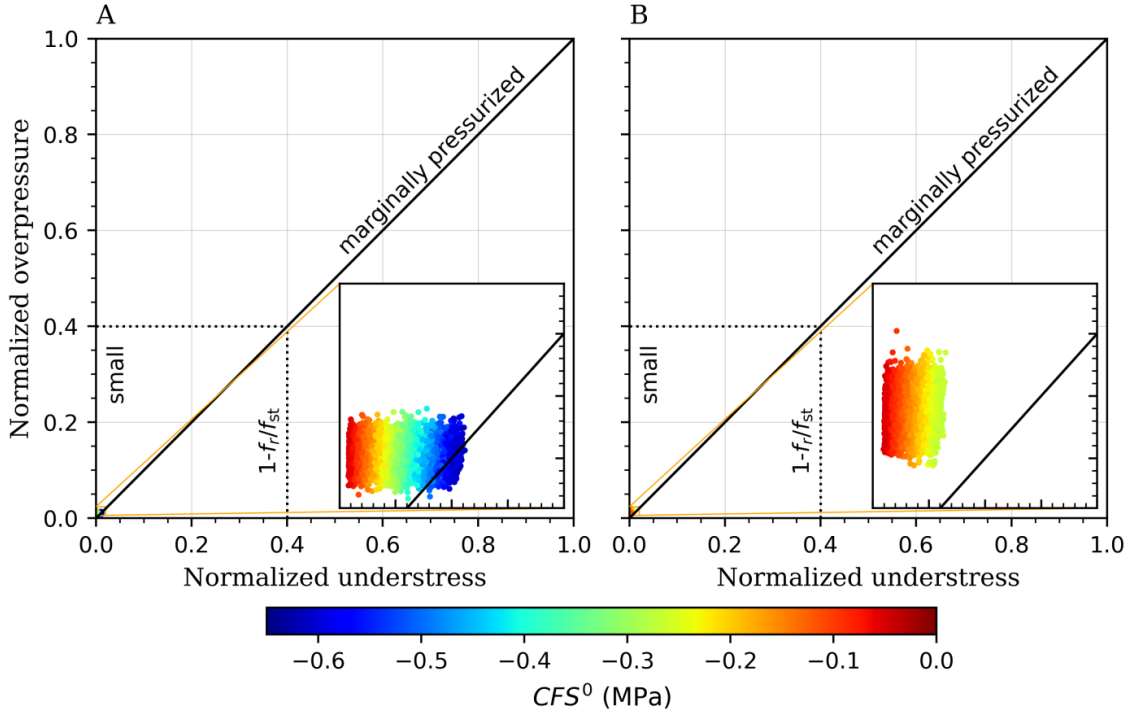 A
B
1.0
0.8
0.6
0.4
0.2
0.0
Normalized overpressure
marginally pressurized
small
1-f_r/f_st
0.0
0.2
0.4
0.6
0.8
1.0
Normalized understress
marginally pressurized
small
1-f_r/f_st
0.0
0.2
0.4
0.6
0.8
1.0
Normalized understress
−0.6
−0.5
−0.4
−0.3
−0.2
−0.1
0.0
CFS⁰ (MPa)